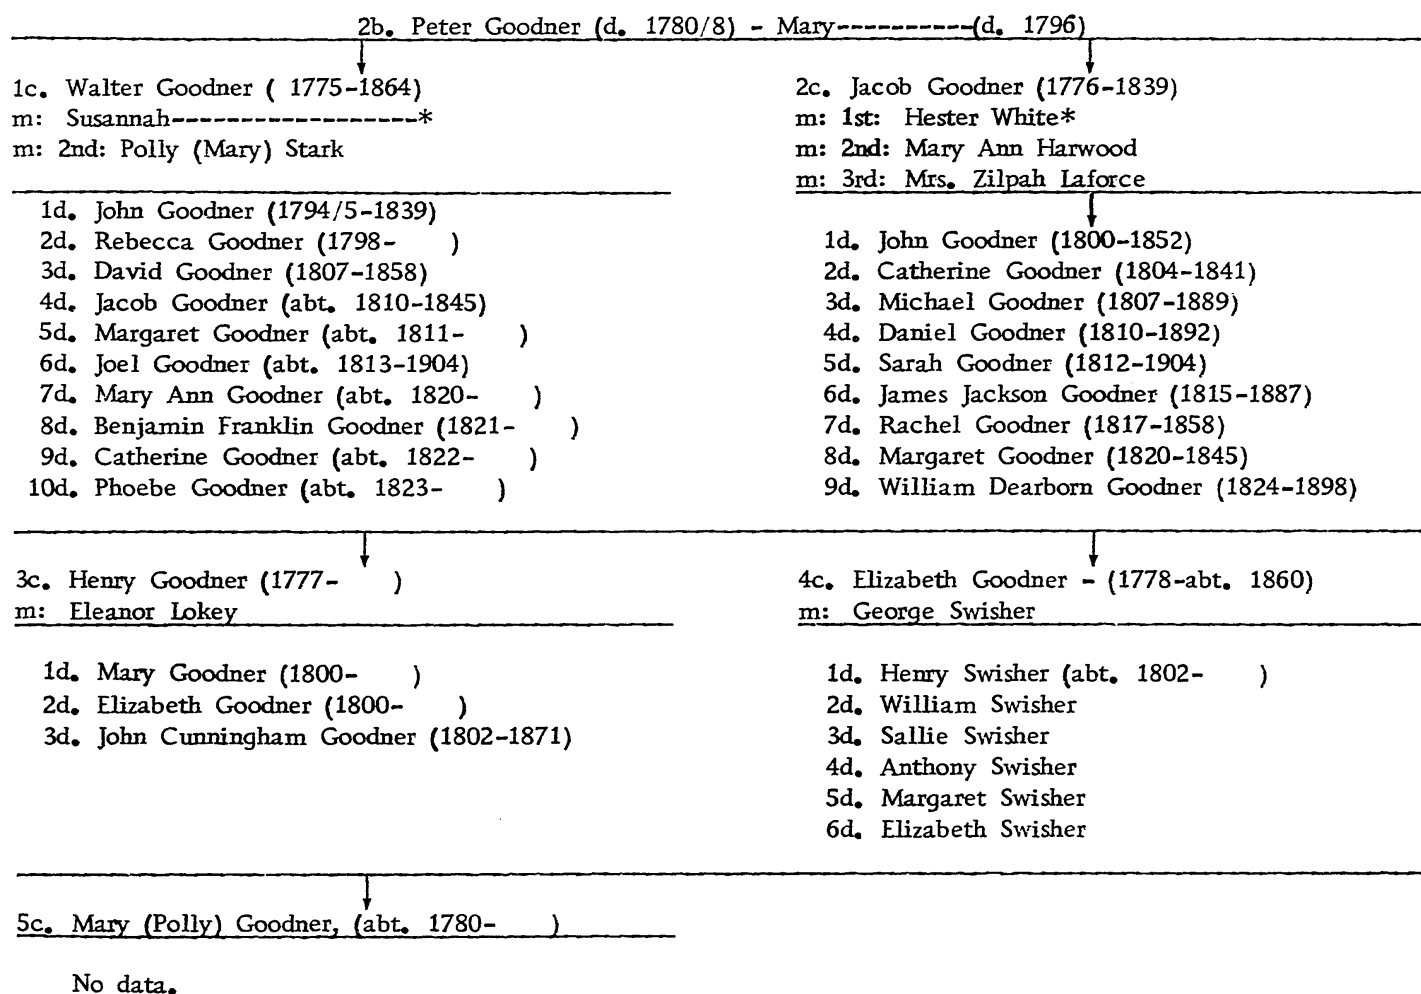 2b. Peter Goodner (d. 1780/8) - Mary----------(d. 1796)
1c. Walter Goodner ( 1775-1864)
m: Susannah------------------*
m: 2nd: Polly (Mary) Stark
1d. John Goodner (1794/5-1839)
2d. Rebecca Goodner (1798- )
3d. David Goodner (1807-1858)
4d. Jacob Goodner (abt. 1810-1845)
5d. Margaret Goodner (abt. 1811- )
6d. Joel Goodner (abt. 1813-1904)
7d. Mary Ann Goodner (abt. 1820- )
8d. Benjamin Franklin Goodner (1821- )
9d. Catherine Goodner (abt. 1822- )
10d. Phoebe Goodner (abt. 1823- )
2c. Jacob Goodner (1776-1839)
m: 1st: Hester White*
m: 2nd: Mary Ann Harwood
m: 3rd: Mrs. Zilpah Laforce
1d. John Goodner (1800-1852)
2d. Catherine Goodner (1804-1841)
3d. Michael Goodner (1807-1889)
4d. Daniel Goodner (1810-1892)
5d. Sarah Goodner (1812-1904)
6d. James Jackson Goodner (1815-1887)
7d. Rachel Goodner (1817-1858)
8d. Margaret Goodner (1820-1845)
9d. William Dearborn Goodner (1824-1898)
3c. Henry Goodner (1777- )
m: Eleanor Lokey
1d. Mary Goodner (1800- )
2d. Elizabeth Goodner (1800- )
3d. John Cunningham Goodner (1802-1871)
4c. Elizabeth Goodner - (1778-abt. 1860)
m: George Swisher
1d. Henry Swisher (abt. 1802- )
2d. William Swisher
3d. Sallie Swisher
4d. Anthony Swisher
5d. Margaret Swisher
6d. Elizabeth Swisher
5c. Mary (Polly) Goodner, (abt. 1780- )
No data.